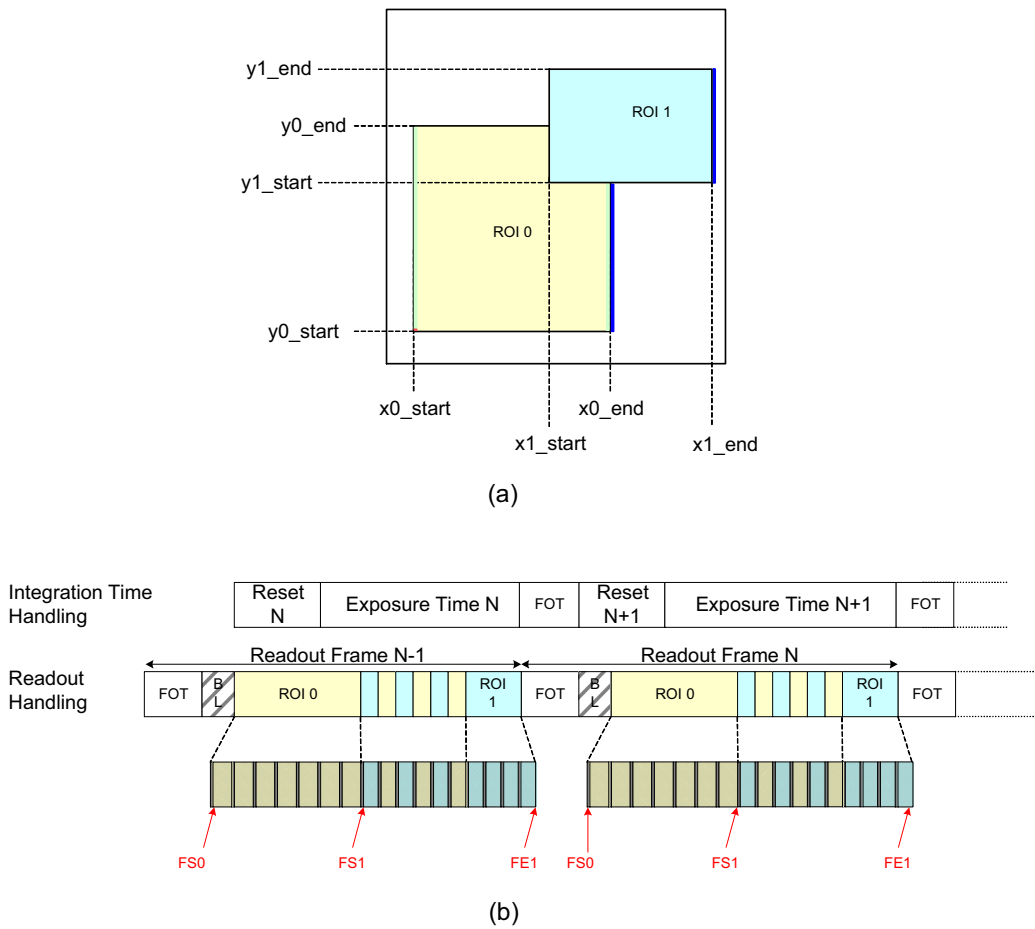 y1_end
ROI 1
y0_end
y1_start
ROI 0
y0_start
x0_start
x0_end
x1_start
x1_end
(a)
Integration Time
Handling
Reset
N
Exposure Time N
FOT
Reset
N+1
Exposure Time N+1
FOT
Readout Frame N-1
Readout Frame N
Readout
Handling
FOT
B
L
ROI 0
ROI
1
FOT
B
L
ROI 0
ROI
1
FOT
FS0
FS1
FE1
FS0
FS1
FE1
(b)